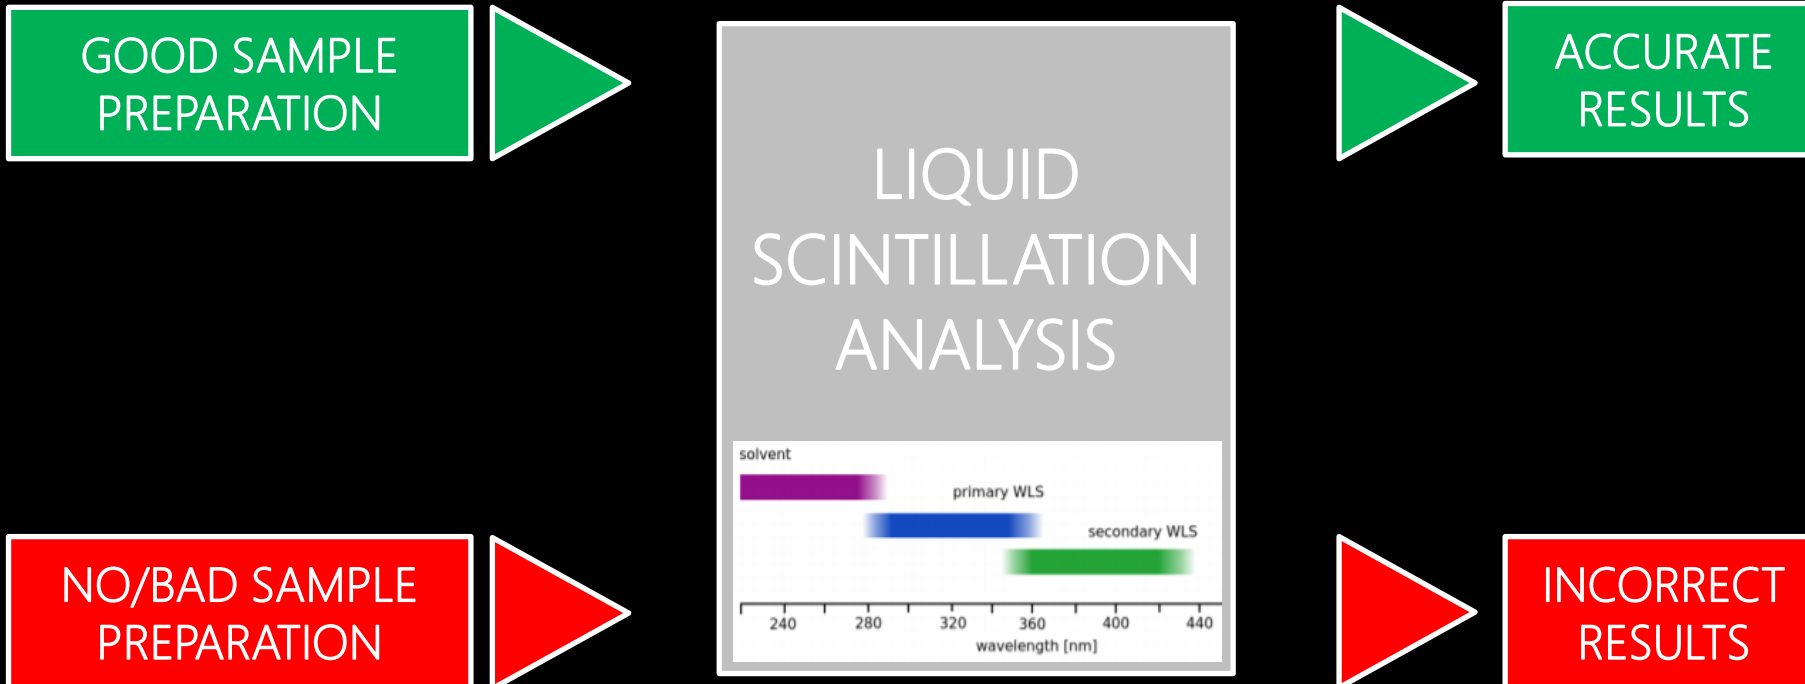 GOOD SAMPLE
PREPARATION
ACCURATE
RESULTS
LIQUID
SCINTILLATION
ANALYSIS
solvent
primary WLS
secondary WLS
240 280 320 360 400 440
wavelength [nm]
NO/BAD SAMPLE
PREPARATION
INCORRECT
RESULTS